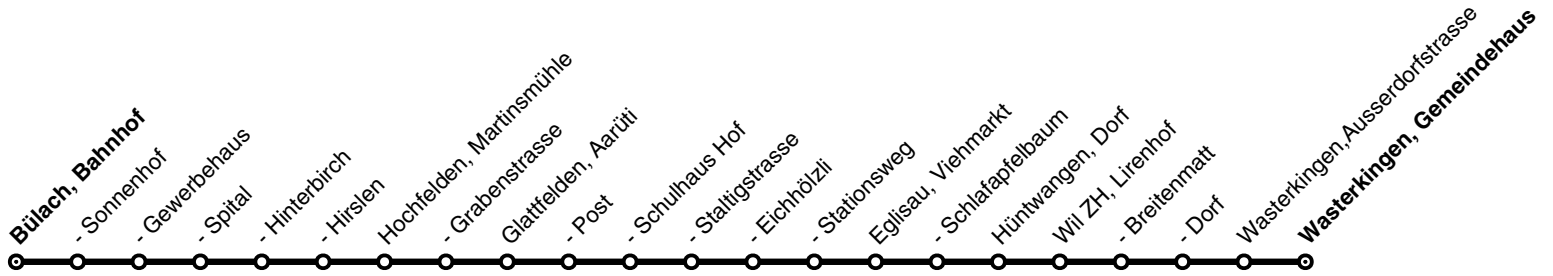 Bülach, Bahnhof
- Sonnenhof
- Gewerbehaus
- Spital
- Hinterbirch
- Hirslen
Hochfelden, Martinsmühle
- Grabenstrasse
Glattfelden, Aarüti
- Post
- Schulhaus Hof
- Staltigstrasse
- Eichhölzli
- Stationsweg
Eglisau, Viehmarkt
- Schlafapfelbaum
Hüntwangen, Dorf
Wil ZH, Lirenhof
- Breitenmatt
- Dorf
Wasterkingen,Ausserdorfstrasse
Wasterkingen, Gemeindehaus